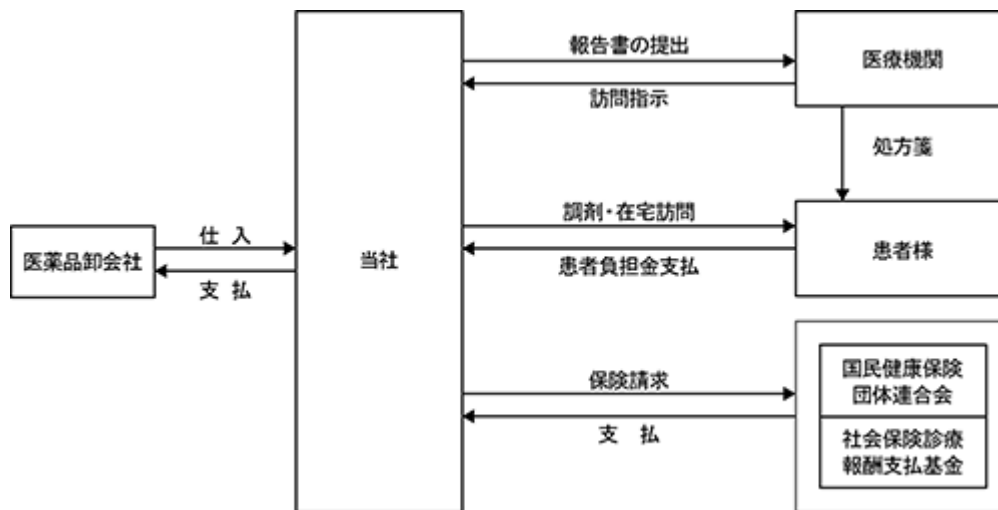 報告書の提出
医療機関
訪問指示
処方箋
調剤・在宅訪問
仕 入
医薬品卸会社
当社
患者様
患者負担金支払
支 払
国民健康保険
団体連合会
保険請求
支 払
社会保険診療
報酬支払基金